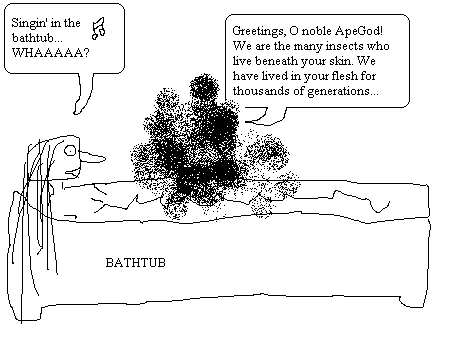 Singin' in the
bathtub...
WHAAAAA?
Greetings, O noble ApeGod!
We are the many insects who
live beneath your skin. We
have lived in your flesh for
thousands of generations...
BATHTUB